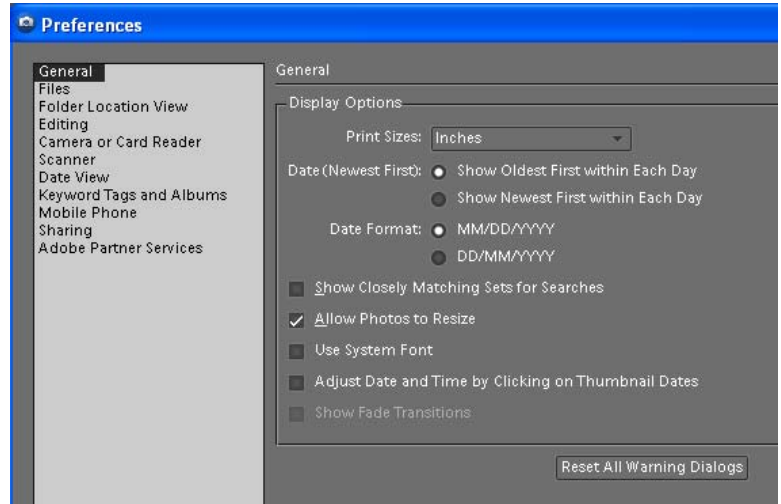 Preferences
General
Files
Folder Location View
Editing
Camera or Card Reader
Scanner
Date View
Keyword Tags and Albums
Mobile Phone
Sharing
Adobe Partner Services
General
Display Options
Print Sizes: Inches
Date (Newest First): Show Oldest First within Each Day
Show Newest First within Each Day
Date Format: MM/DD/YYYY
DD/MM/YYYY
Show Closely Matching Sets for Searches
Allow Photos to Resize
Use System Font
Adjust Date and Time by Clicking on Thumbnail Dates
Show Fade Transitions
Reset All Warning Dialogs